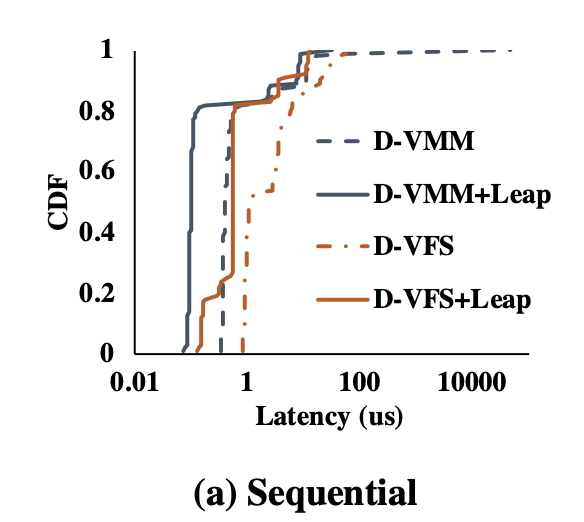 1
0.8
0.6
0.4
0.2
0
CDF
D-VMM
D-VMM+Leap
D-VFS
D-VFS+Leap
0.01 1 100 10000
Latency (us)
(a) Sequential